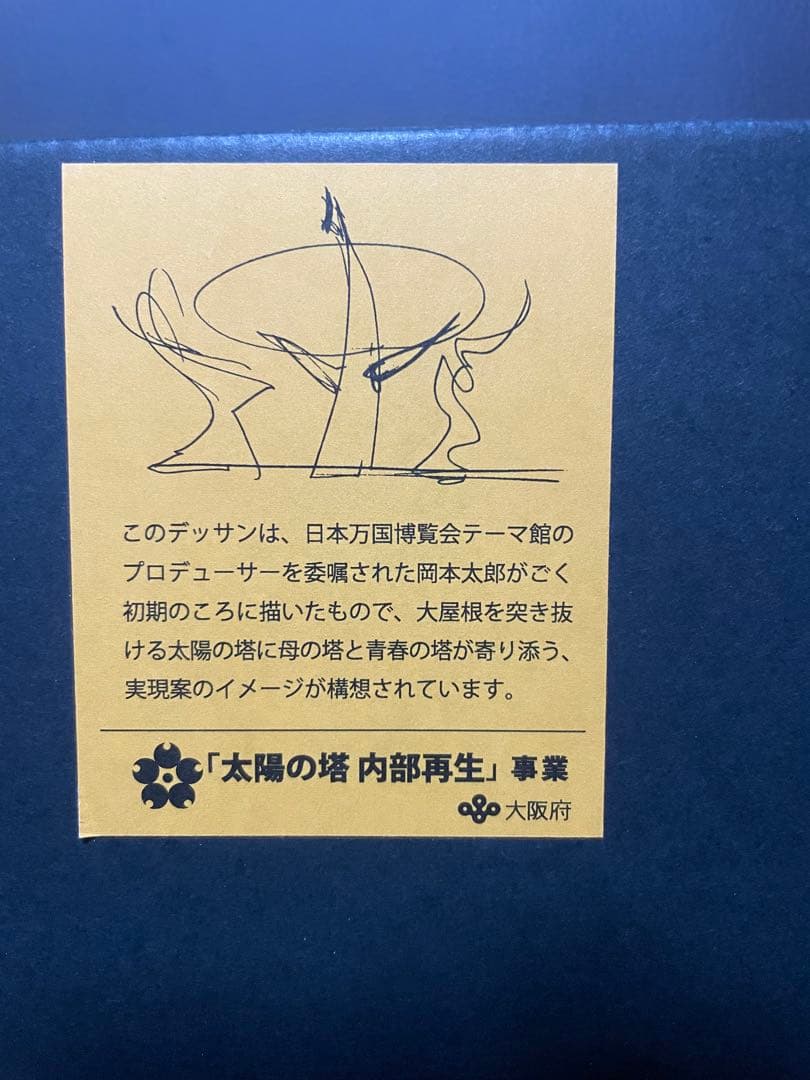 このデッサンは、日本万国博覧会テーマ館の
プロデューサーを委嘱された岡本太郎がごく
初期のころに描いたもので、大屋根を突き抜
ける太陽の塔に母の塔と青春の塔が寄り添う、
実現案のイメージが構想されています。
「太陽の塔 内部再生」事業
大阪府